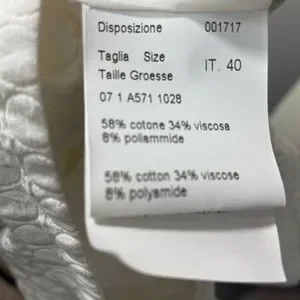 Disposizione 001717
Taglia Size IT. 40
Taille Groesse
07 1 A571 1028
58% cotone 34% viscosa
8% poliammide
58% cotton 34% viscose
8% polyamide